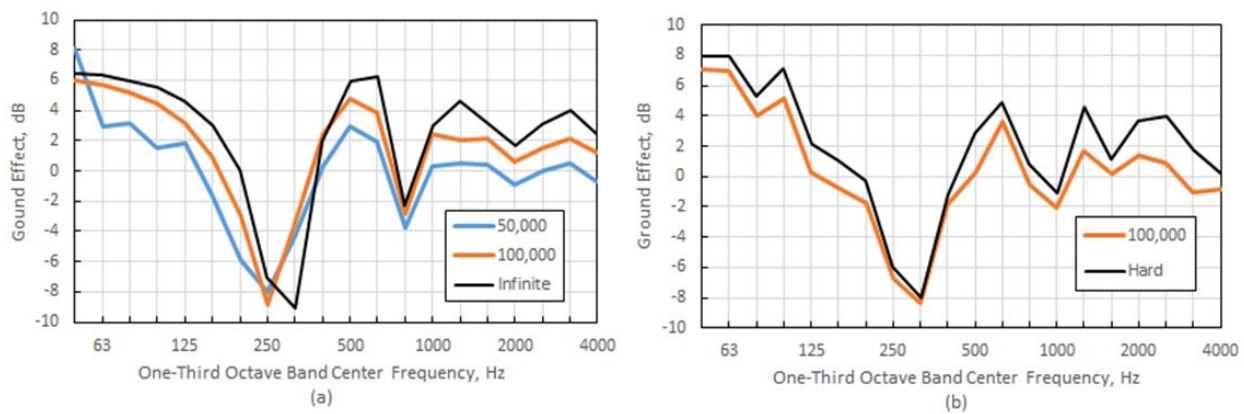 10
8
6
4
2
0
-2
-4
-6
-8
-10
Gound Effect, dB
50,000
100,000
Infinite
63 125 250 500 1000 2000 4000
One-Third Octave Band Center Frequency, Hz
(a)
10
8
6
4
2
0
-2
-4
-6
-8
-10
Ground Effect, dB
100,000
Hard
63 125 250 500 1000 2000 4000
One-Third Octave Band Center Frequency, Hz
(b)